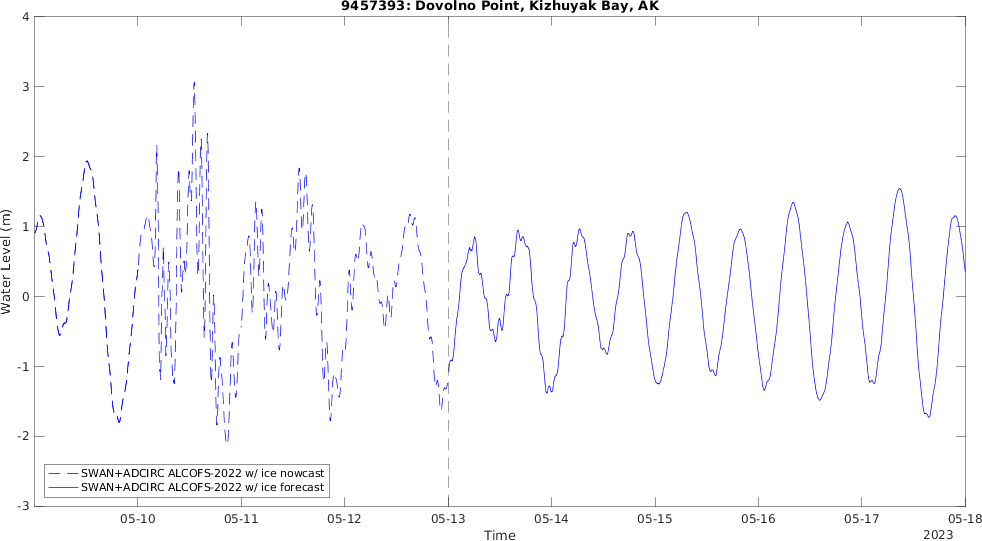 9457393: Dovolno Point, Kizhuyak Bay, AK
4
3
2
1
0
-1
-2
-3
Water Level (m)
SWAN+ADCIRC ALCOFS-2022 w/ ice nowcast
SWAN+ADCIRC ALCOFS-2022 w/ ice forecast
05-10 05-11 05-12 05-13 05-14 05-15 05-16 05-17 05-18
Time
2023